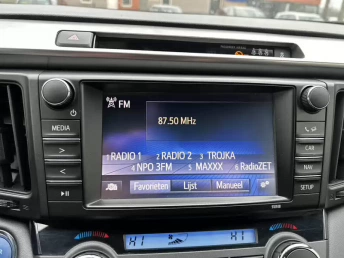 FM
87.50 MHz
MEDIA
CAR
NAV
SETUP
1 RADIO 1 2 RADIO 2 3 TROJKA
4 NPO 3FM 5 MAXXX 6 RadioZET
Favorieten Lijst Manueel
HI HI